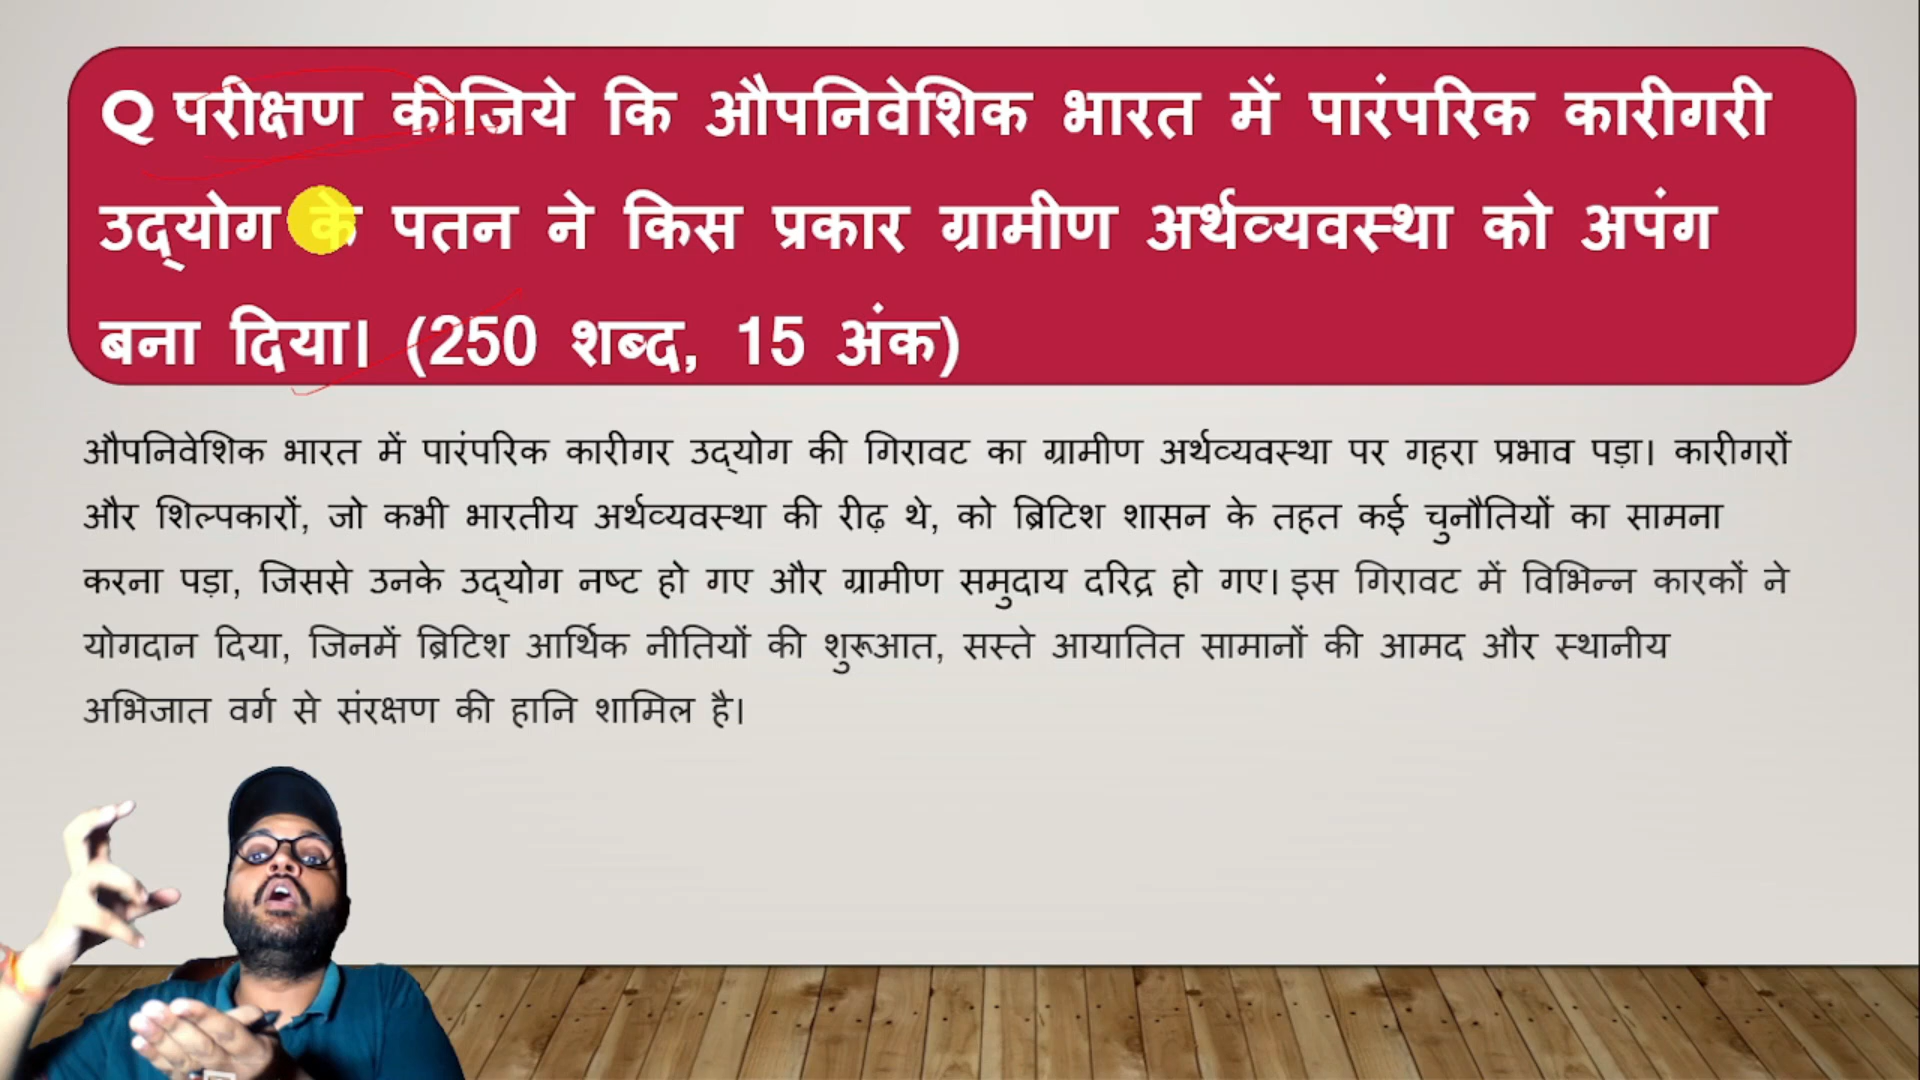 Q परीक्षण कीजिये कि औपनिवेशिक भारत में पारंपरिक कारीगरी
उद्योग के पतन ने किस प्रकार ग्रामीण अर्थव्यवस्था को अपंग
बना दिया। (250 शब्द, 15 अंक)
औपनिवेशिक भारत में पारंपरिक कारीगर उद्योग की गिरावट का ग्रामीण अर्थव्यवस्था पर गहरा प्रभाव पड़ा। कारीगरों
और शिल्पकारों, जो कभी भारतीय अर्थव्यवस्था की रीढ़ थे, को ब्रिटिश शासन के तहत कई चुनौतियों का सामना
करना पड़ा, जिससे उनके उद्योग नष्ट हो गए और ग्रामीण समुदाय दरिद्र हो गए। इस गिरावट में विभिन्न कारकों ने
योगदान दिया, जिनमें ब्रिटिश आर्थिक नीतियों की शुरूआत, सस्ते आयातित सामानों की आमद और स्थानीय
अभिजात वर्ग से संरक्षण की हानि शामिल है।